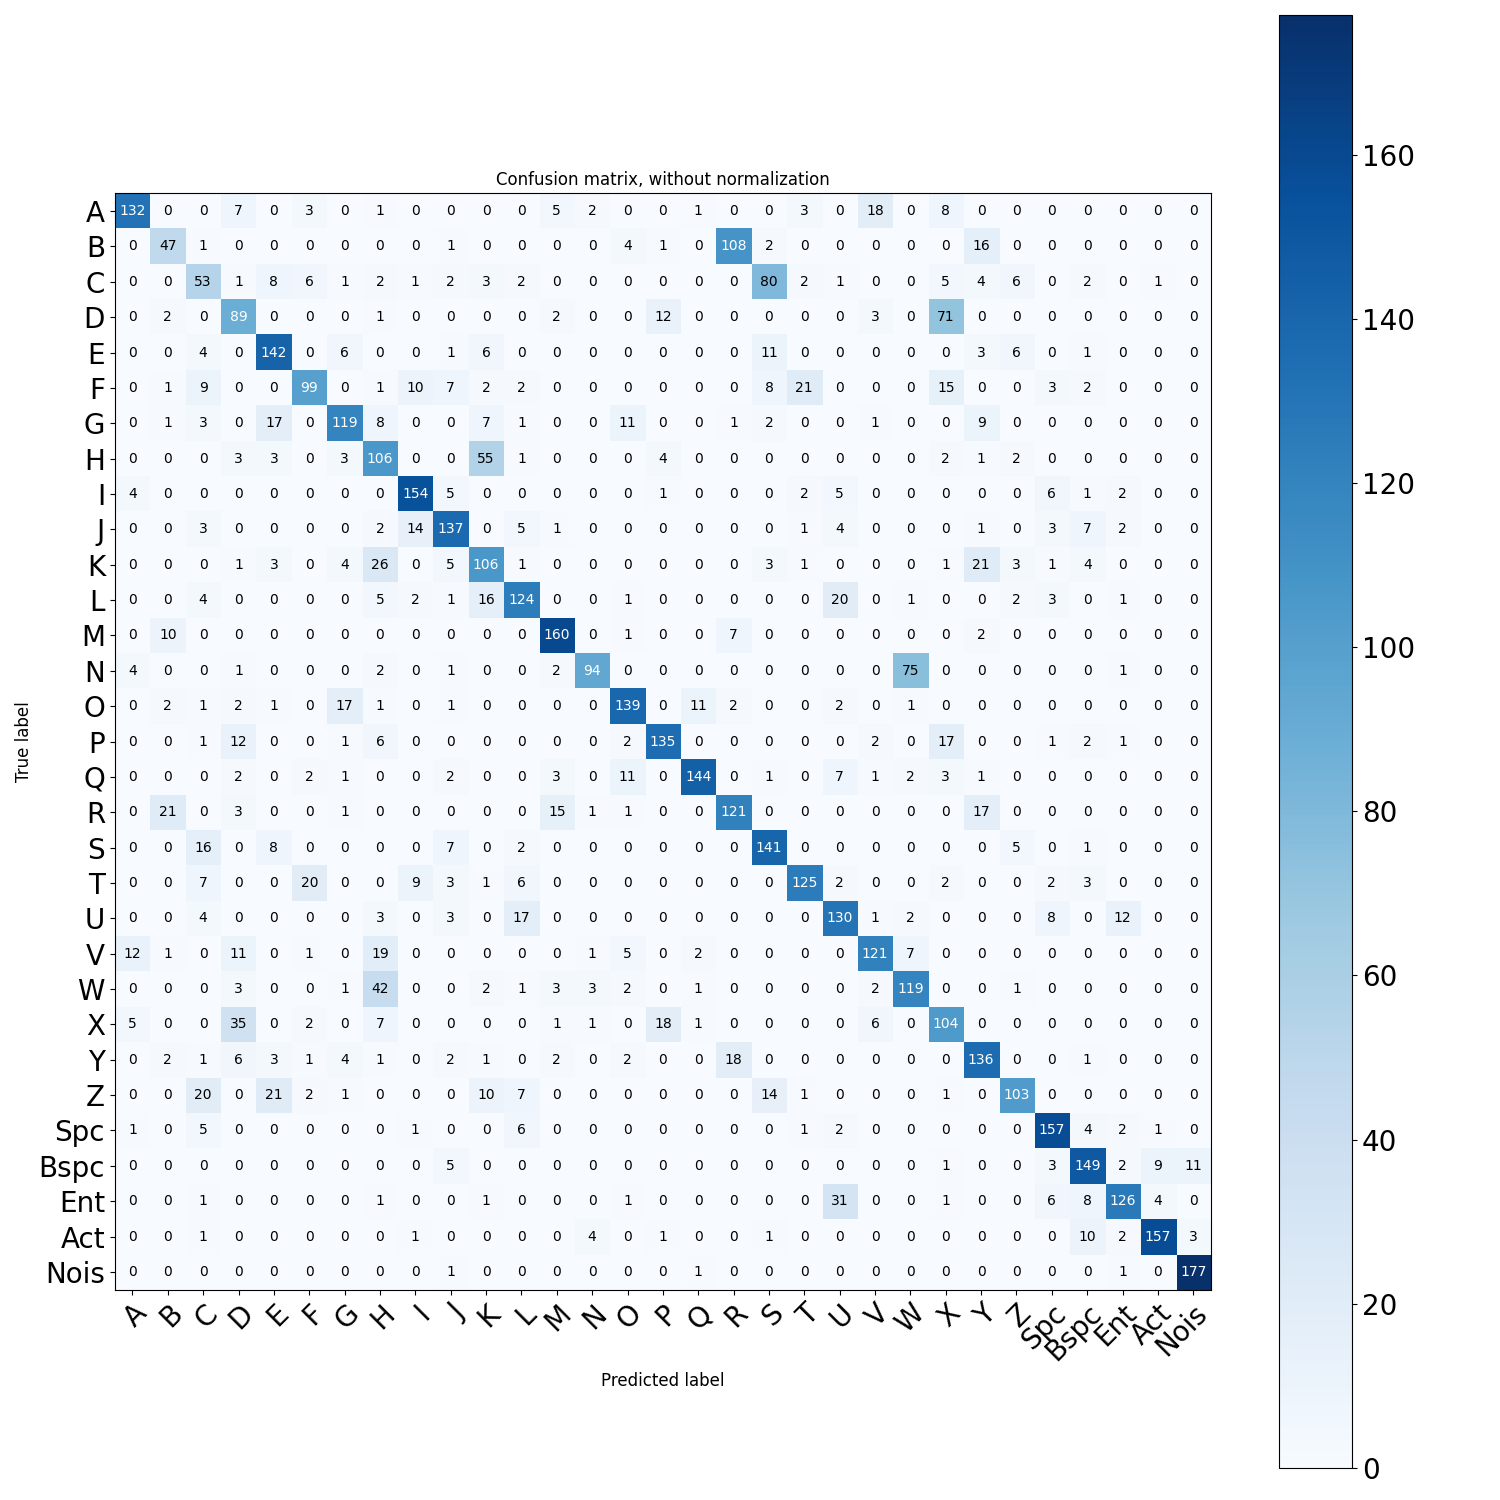 Confusion matrix, without normalization
A 132 0 0 7 0 3 0 1 0 0 0 0 5 2 0 0 1 0 0 3 0 18 0 8 0 0 0 0 0 0 0
B 0 47 1 0 0 0 0 0 0 1 0 0 0 0 4 1 0 108 2 0 0 0 0 0 16 0 0 0 0 0 0
C 0 0 53 1 8 6 1 2 1 2 3 2 0 0 0 0 0 0 80 2 1 0 0 5 4 6 0 2 0 1 0
D 0 2 0 89 0 0 0 1 0 0 0 0 2 0 0 12 0 0 0 0 0 3 0 71 0 0 0 0 0 0 0
E 0 0 4 0 142 0 6 0 0 1 6 0 0 0 0 0 0 0 11 0 0 0 0 0 3 6 0 1 0 0 0
F 0 1 9 0 0 99 0 1 10 7 2 2 0 0 0 0 0 0 8 21 0 0 0 15 0 0 3 2 0 0 0
G 0 1 3 0 17 0 119 8 0 0 7 1 0 0 11 0 0 1 2 0 0 1 0 0 9 0 0 0 0 0 0
H 0 0 0 3 3 0 3 106 0 0 55 1 0 0 0 4 0 0 0 0 0 0 0 2 1 2 0 0 0 0 0
I 4 0 0 0 0 0 0 0 154 5 0 0 0 0 0 1 0 0 0 2 5 0 0 0 0 0 6 1 2 0 0
J 0 0 3 0 0 0 0 2 14 137 0 5 1 0 0 0 0 0 0 1 4 0 0 0 1 0 3 7 2 0 0
K 0 0 0 1 3 0 4 26 0 5 106 1 0 0 0 0 0 0 3 1 0 0 0 1 21 3 1 4 0 0 0
L 0 0 4 0 0 0 0 5 2 1 16 124 0 0 1 0 0 0 0 0 20 0 1 0 0 2 3 0 1 0 0
M 0 10 0 0 0 0 0 0 0 0 0 0 160 0 1 0 0 7 0 0 0 0 0 0 2 0 0 0 0 0 0
N 4 0 0 1 0 0 0 2 0 1 0 0 2 94 0 0 0 0 0 0 0 0 75 0 0 0 0 0 1 0 0
O 0 2 1 2 1 0 17 1 0 1 0 0 0 0 139 0 11 2 0 0 2 0 1 0 0 0 0 0 0 0 0
P 0 0 1 12 0 0 1 6 0 0 0 0 0 0 2 135 0 0 0 0 0 2 0 17 0 0 1 2 1 0 0
Q 0 0 0 2 0 2 1 0 0 2 0 0 3 0 11 0 144 0 1 0 7 1 2 3 1 0 0 0 0 0 0
R 0 21 0 3 0 0 1 0 0 0 0 0 15 1 1 0 0 121 0 0 0 0 0 0 17 0 0 0 0 0 0
S 0 0 16 0 8 0 0 0 0 7 0 2 0 0 0 0 0 0 141 0 0 0 0 0 0 5 0 1 0 0 0
T 0 0 7 0 0 20 0 0 9 3 1 6 0 0 0 0 0 0 0 125 2 0 0 2 0 0 2 3 0 0 0
U 0 0 4 0 0 0 0 3 0 3 0 17 0 0 0 0 0 0 0 0 130 1 2 0 0 0 8 0 12 0 0
V 12 1 0 11 0 1 0 19 0 0 0 0 0 1 5 0 2 0 0 0 0 121 7 0 0 0 0 0 0 0 0
W 0 0 0 3 0 0 1 42 0 0 2 1 3 3 2 0 1 0 0 0 0 2 119 0 0 1 0 0 0 0 0
X 5 0 0 35 0 2 0 7 0 0 0 0 1 1 0 18 1 0 0 0 0 6 0 104 0 0 0 0 0 0 0
Y 0 2 1 6 3 1 4 1 0 2 1 0 2 0 2 0 0 18 0 0 0 0 0 0 136 0 0 1 0 0 0
Z 0 0 20 0 21 2 1 0 0 0 10 7 0 0 0 0 0 0 14 1 0 0 0 1 0 103 0 0 0 0 0
Spc 1 0 5 0 0 0 0 0 1 0 0 6 0 0 0 0 0 0 0 1 2 0 0 0 0 0 157 4 2 1 0
Bspc 0 0 0 0 0 0 0 0 0 5 0 0 0 0 0 0 0 0 0 0 0 0 0 1 0 0 3 149 2 9 11
Ent 0 0 1 0 0 0 0 1 0 0 1 0 0 0 1 0 0 0 0 0 31 0 0 1 0 0 6 8 126 4 0
Act 0 0 1 0 0 0 0 0 1 0 0 0 0 4 0 1 0 0 1 0 0 0 0 0 0 0 0 10 2 157 3
Nois 0 0 0 0 0 0 0 0 0 1 0 0 0 0 0 0 1 0 0 0 0 0 0 0 0 0 0 0 1 0 177
A B C D E F G H I J K L M N O P Q R S T U V W X Y Z Spc Bspc Ent Act Nois
Predicted label
True label
160
140
120
100
80
60
40
20
0